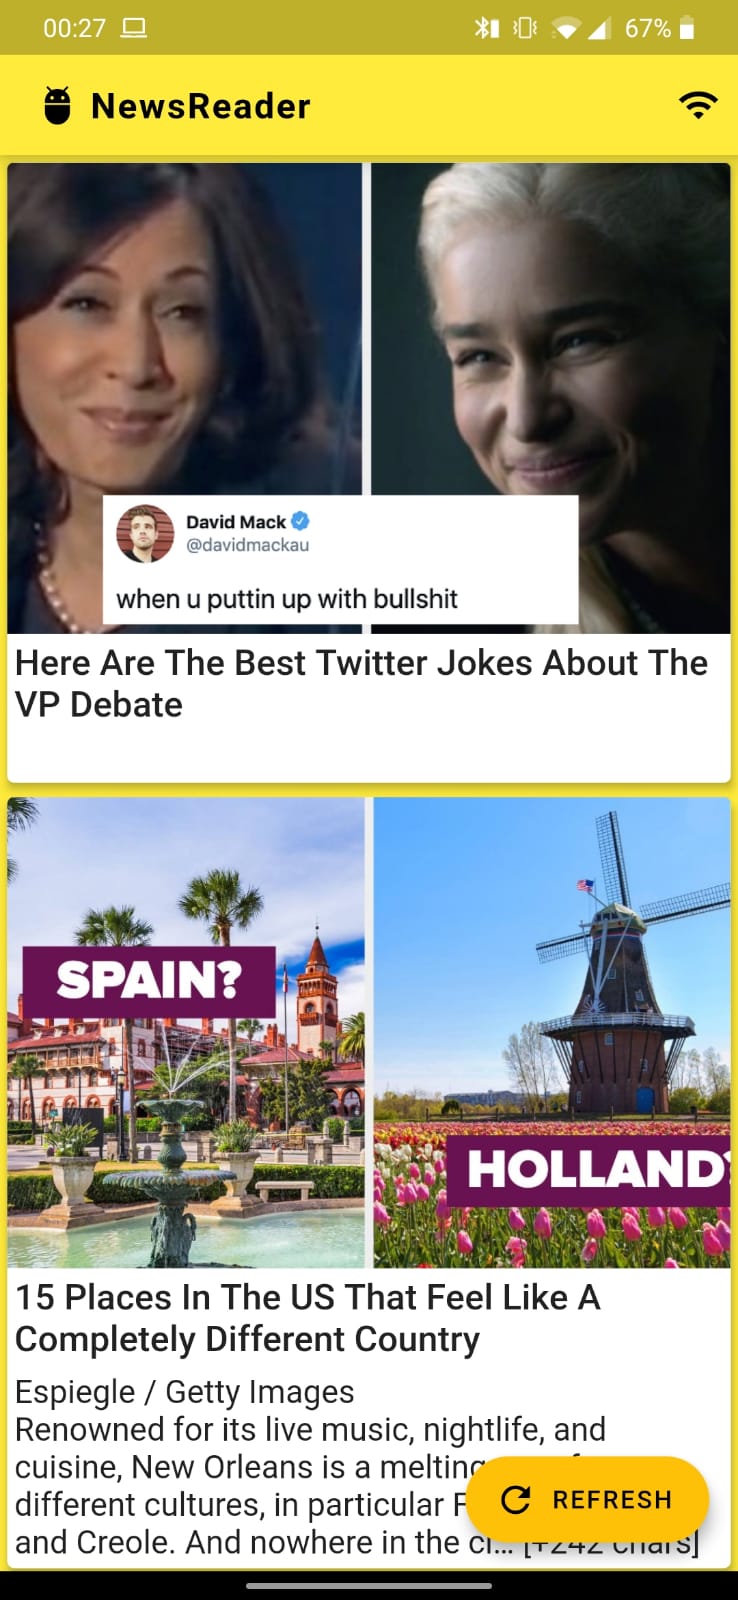 00:27
67%
NewsReader
David Mack
@davidmackau
when u puttin up with bullshit
Here Are The Best Twitter Jokes About The
VP Debate
SPAIN?
HOLLAND?
15 Places In The US That Feel Like A
Completely Different Country
Espiegle / Getty Images
Renowned for its live music, nightlife, and
cuisine, New Orleans is a melting
different cultures, in particular
and Creole. And nowhere in the ci... [+242 chars]
REFRESH